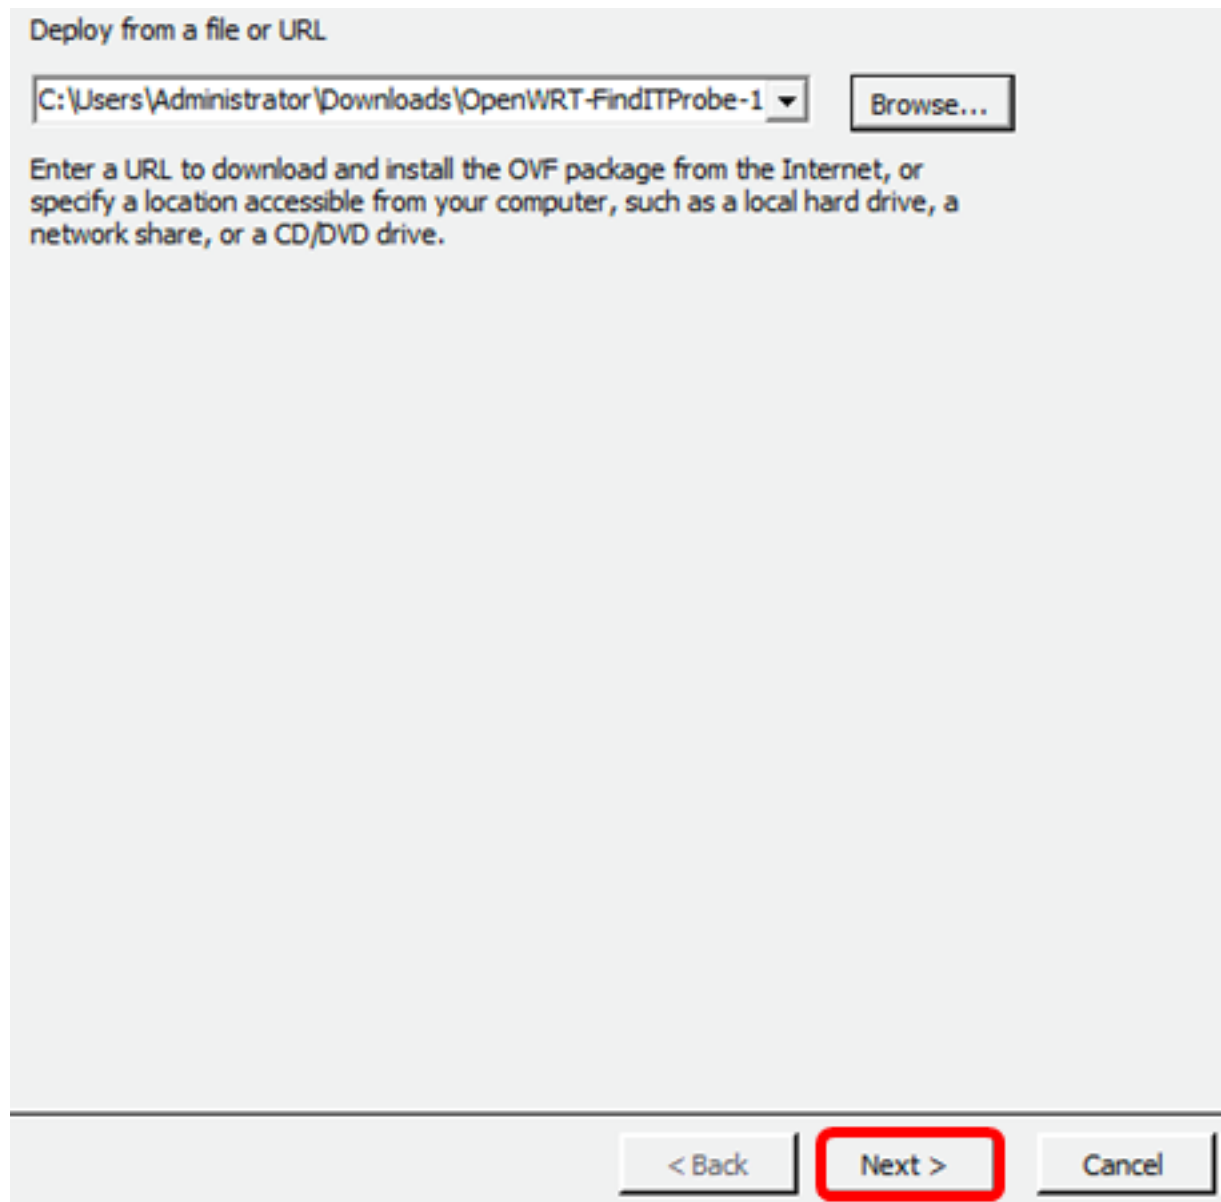 Deploy from a file or URL
C:\Users\Administrator\Downloads\OpenWRT-FindITProbe-1
Browse...
Enter a URL to download and install the OVF package from the Internet, or
specify a location accessible from your computer, such as a local hard drive, a
network share, or a CD/DVD drive.
< Back Next > Cancel